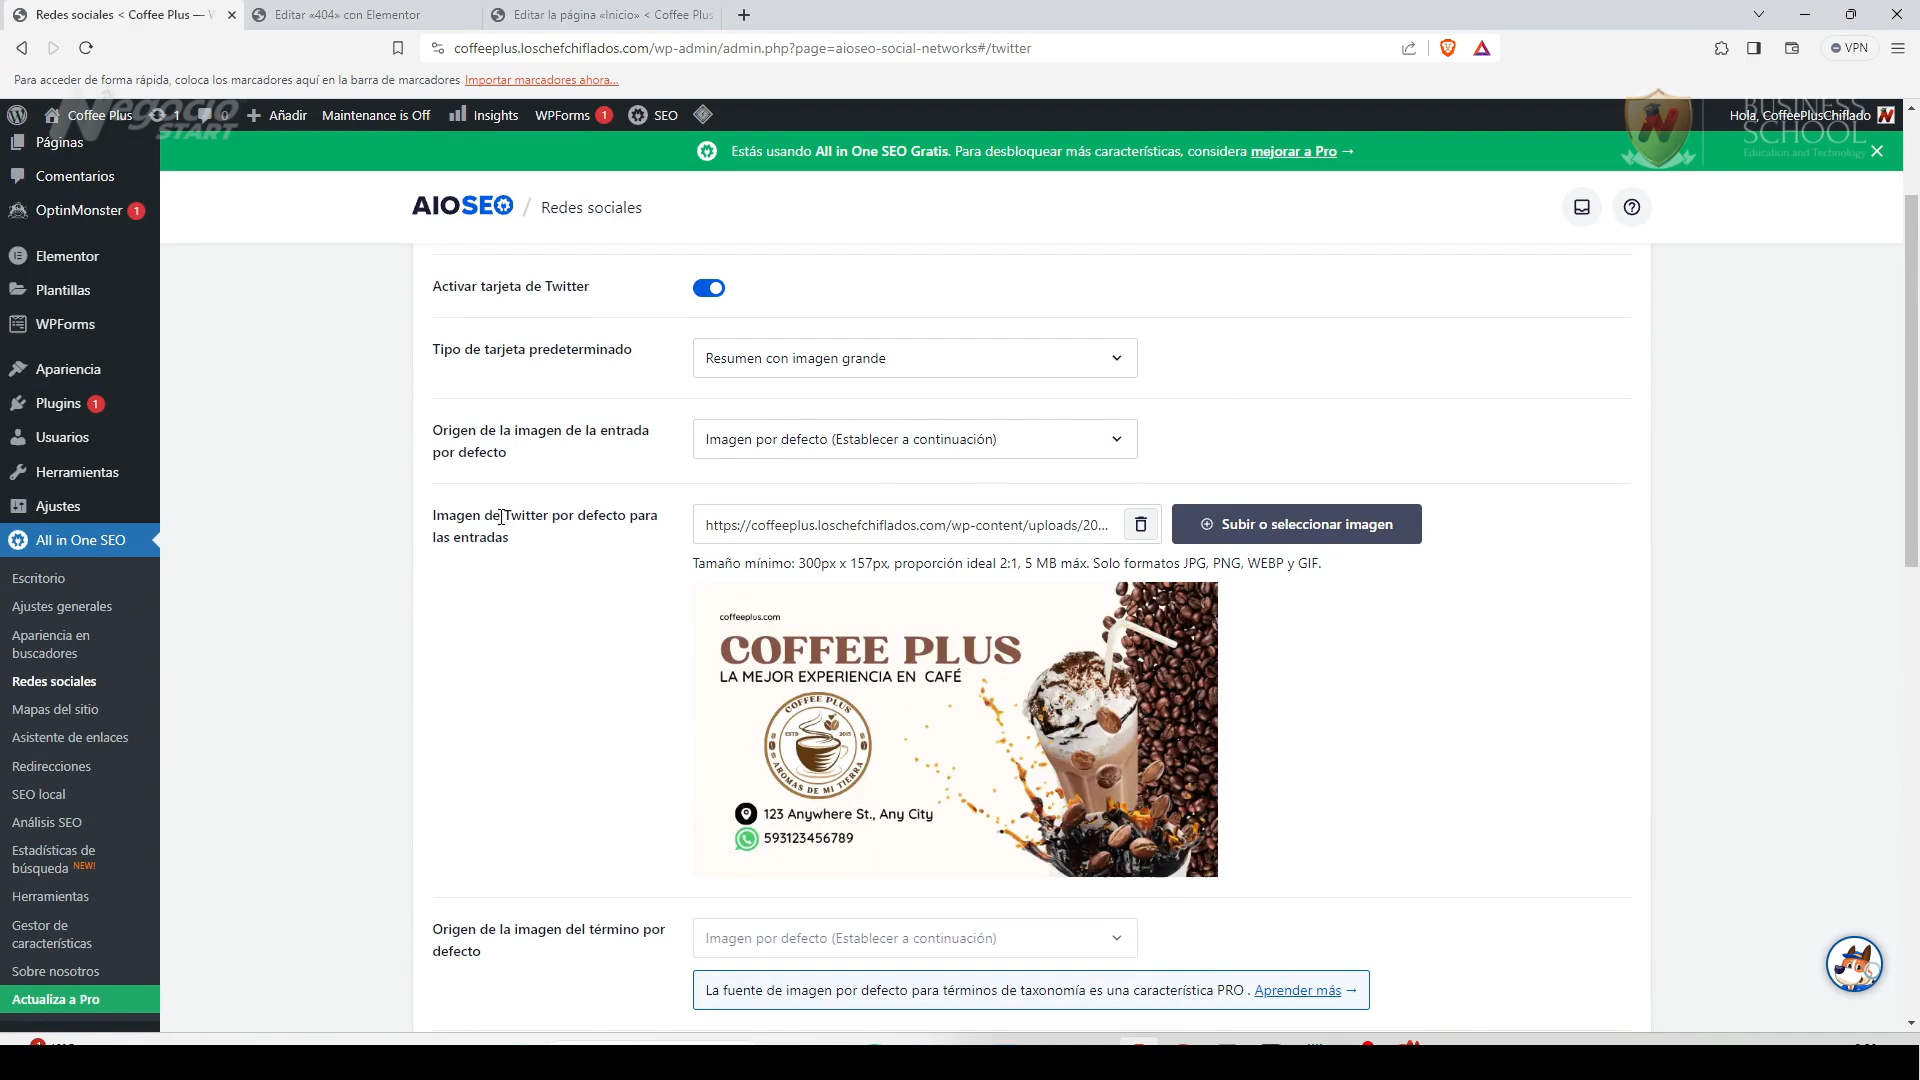 Redes sociales < Coffee Plus — W
Editar «404» con Elementor
Editar la página «Inicio» < Coffee Plus
coffeeplus.loschefchiflados.com/wp-admin/admin.php?page=aioseo-social-networks#/twitter
VPN
Para acceder de forma rápida, coloca los marcadores aquí en la barra de marcadores Importar marcadores ahora...
Negocio
START
Coffee Plus
1
0
Añadir
Maintenance is Off
Insights
WPForms 1
SEO
BUSINESS
SCHOOL
Education and Technology
Hola, CoffeePlusChiflado
Estás usando All in One SEO Gratis. Para desbloquear más características, considera mejorar a Pro →
Páginas
Comentarios
OptinMonster 1
Elementor
Plantillas
WPForms
Apariencia
Plugins 1
Usuarios
Herramientas
Ajustes
All in One SEO
Escritorio
Ajustes generales
Apariencia en
buscadores
Redes sociales
Mapas del sitio
Asistente de enlaces
Redirecciones
SEO local
Análisis SEO
Estadísticas de
búsqueda NEW!
Herramientas
Gestor de
características
Sobre nosotros
Actualiza a Pro
AIOSEO / Redes sociales
Activar tarjeta de Twitter
Tipo de tarjeta predeterminado
Resumen con imagen grande
Origen de la imagen de la entrada
por defecto
Imagen por defecto (Establecer a continuación)
Imagen de Twitter por defecto para
las entradas
https://coffeeplus.loschefchiflados.com/wp-content/uploads/20...
Subir o seleccionar imagen
Tamaño mínimo: 300px x 157px, proporción ideal 2:1, 5 MB máx. Solo formatos JPG, PNG, WEBP y GIF.
coffeeplus.com
COFFEE PLUS
LA MEJOR EXPERIENCIA EN CAFÉ
COFFEE PLUS
ESTD 2015
AROMAS DE MI TIERRA
123 Anywhere St., Any City
593123456789
Origen de la imagen del término por
defecto
Imagen por defecto (Establecer a continuación)
La fuente de imagen por defecto para términos de taxonomía es una característica PRO . Aprender más →